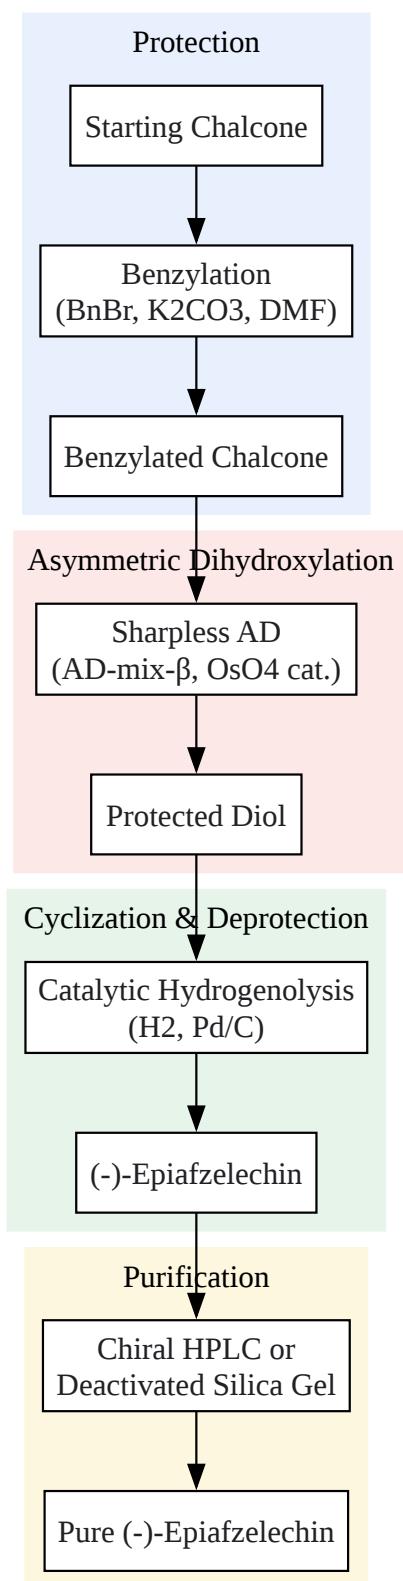 Protection
Starting Chalcone
Benzylation
(BnBr, K2CO3, DMF)
Benzylated Chalcone
Asymmetric Dihydroxylation
Sharpless AD
(AD-mix-β, OsO4 cat.)
Protected Diol
Cyclization & Deprotection
Catalytic Hydrogenolysis
(H2, Pd/C)
(-)-Epiafzelechin
Purification
Chiral HPLC or
Deactivated Silica Gel
Pure (-)-Epiafzelechin